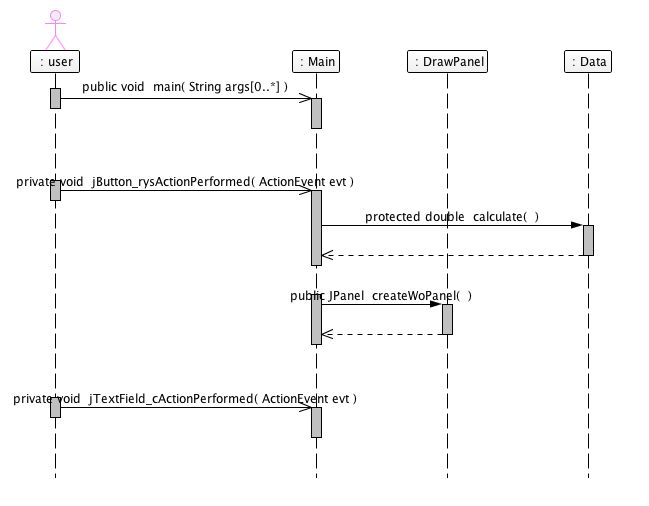 : user
: Main
: DrawPanel
: Data
public void main( String args[0..*] )
private void jButton_rysActionPerformed( ActionEvent evt )
protected double calculate( )
public JPanel createWoPanel( )
private void jTextField_cActionPerformed( ActionEvent evt )